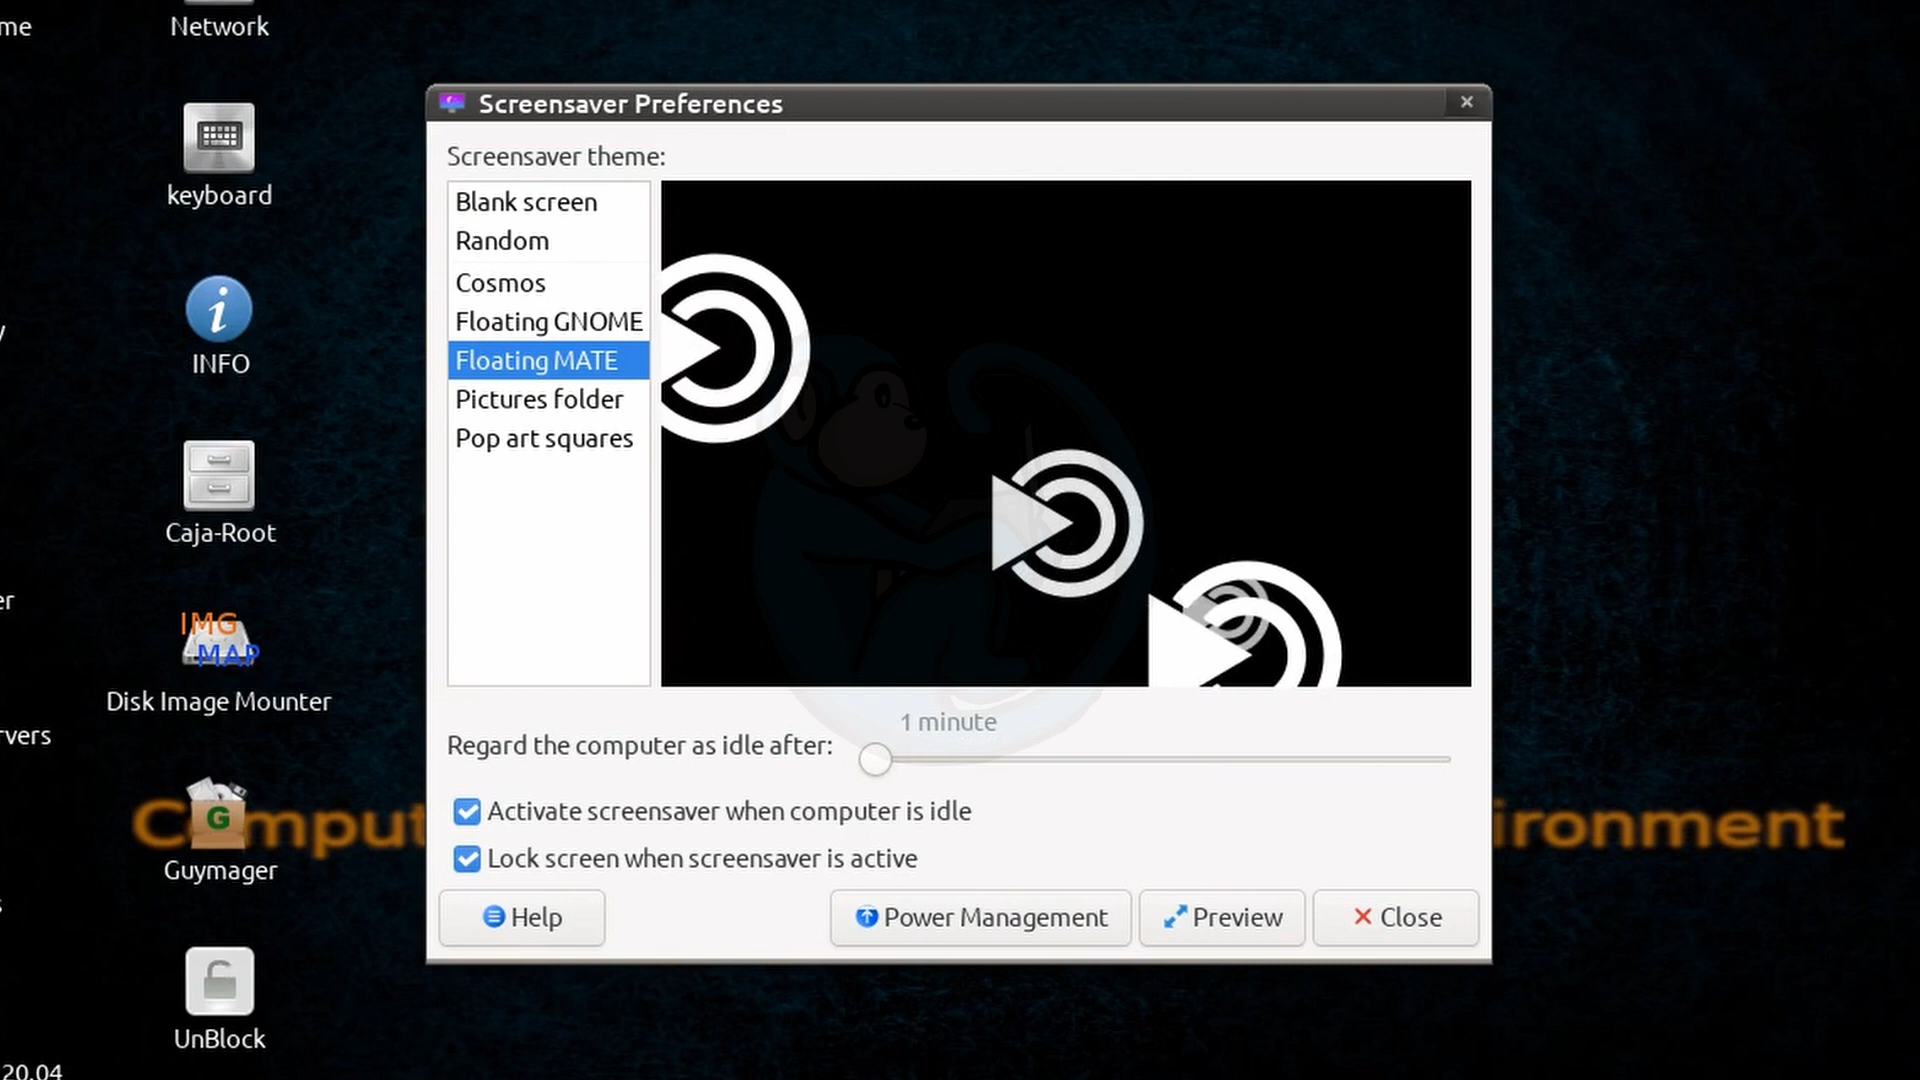 me
Network
keyboard
INFO
Caja-Root
IMG
MAP
Disk Image Mounter
rvers
G
Guymager
UnBlock
20.04
Comput
ironment
Screensaver Preferences
Screensaver theme:
Blank screen
Random
Cosmos
Floating GNOME
Floating MATE
Pictures folder
Pop art squares
1 minute
Regard the computer as idle after:
Activate screensaver when computer is idle
Lock screen when screensaver is active
Help
Power Management
Preview
Close